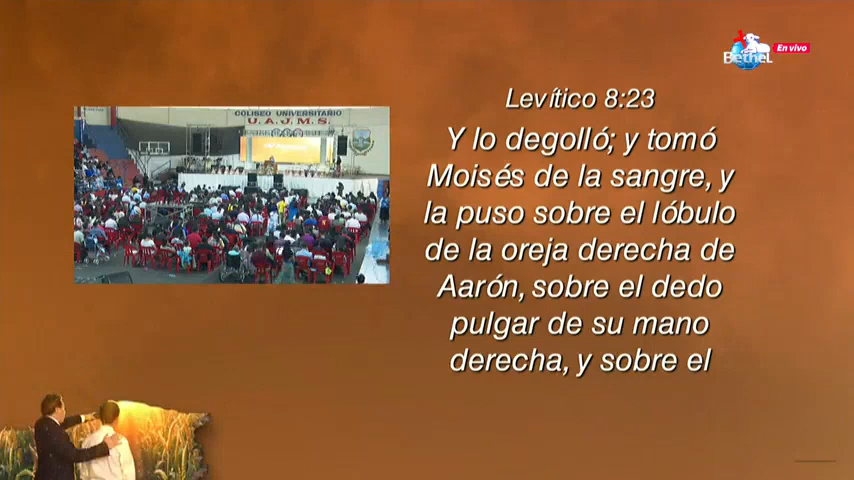 En vivo
Bethel
Levítico 8:23
COLISEO UNIVERSITARIO
U.A.J.M.S.
Y lo degolló; y tomó
Moisés de la sangre, y
la puso sobre el lóbulo
de la oreja derecha de
Aarón, sobre el dedo
pulgar de su mano
derecha, y sobre el